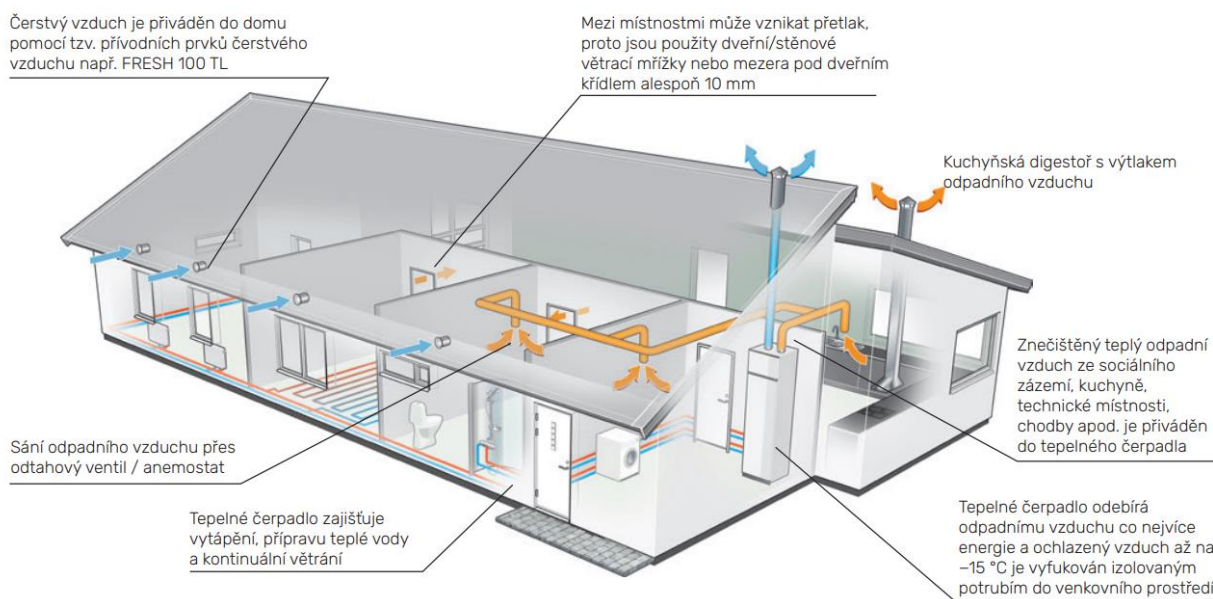 Čerstvý vzduch je přiváděn do domu
pomocí tzv. přívodních prvků čerstvého
vzduchu např. FRESH 100 TL
Mezi místnostmi může vznikat přetlak,
proto jsou použity dveřní/stěnové
větrací mřížky nebo mezera pod dveřním
křídlem alespoň 10 mm
Kuchyňská digestoř s výtlakem
odpadního vzduchu
Znečištěný teplý odpadní
vzduch ze sociálního
zázemí, kuchyně,
technické místnosti,
chodby apod. je přiváděn
do tepelného čerpadla
Sání odpadního vzduchu přes
odtahový ventil / anemostat
Tepelné čerpadlo zajišťuje
vytápění, přípravu teplé vody
a kontinuální větrání
Tepelné čerpadlo odebírá
odpadnímu vzduchu co nejvíce
energie a ochlazený vzduch až na
–15 °C je vyfukován izolovaným
potrubím do venkovního prostředí